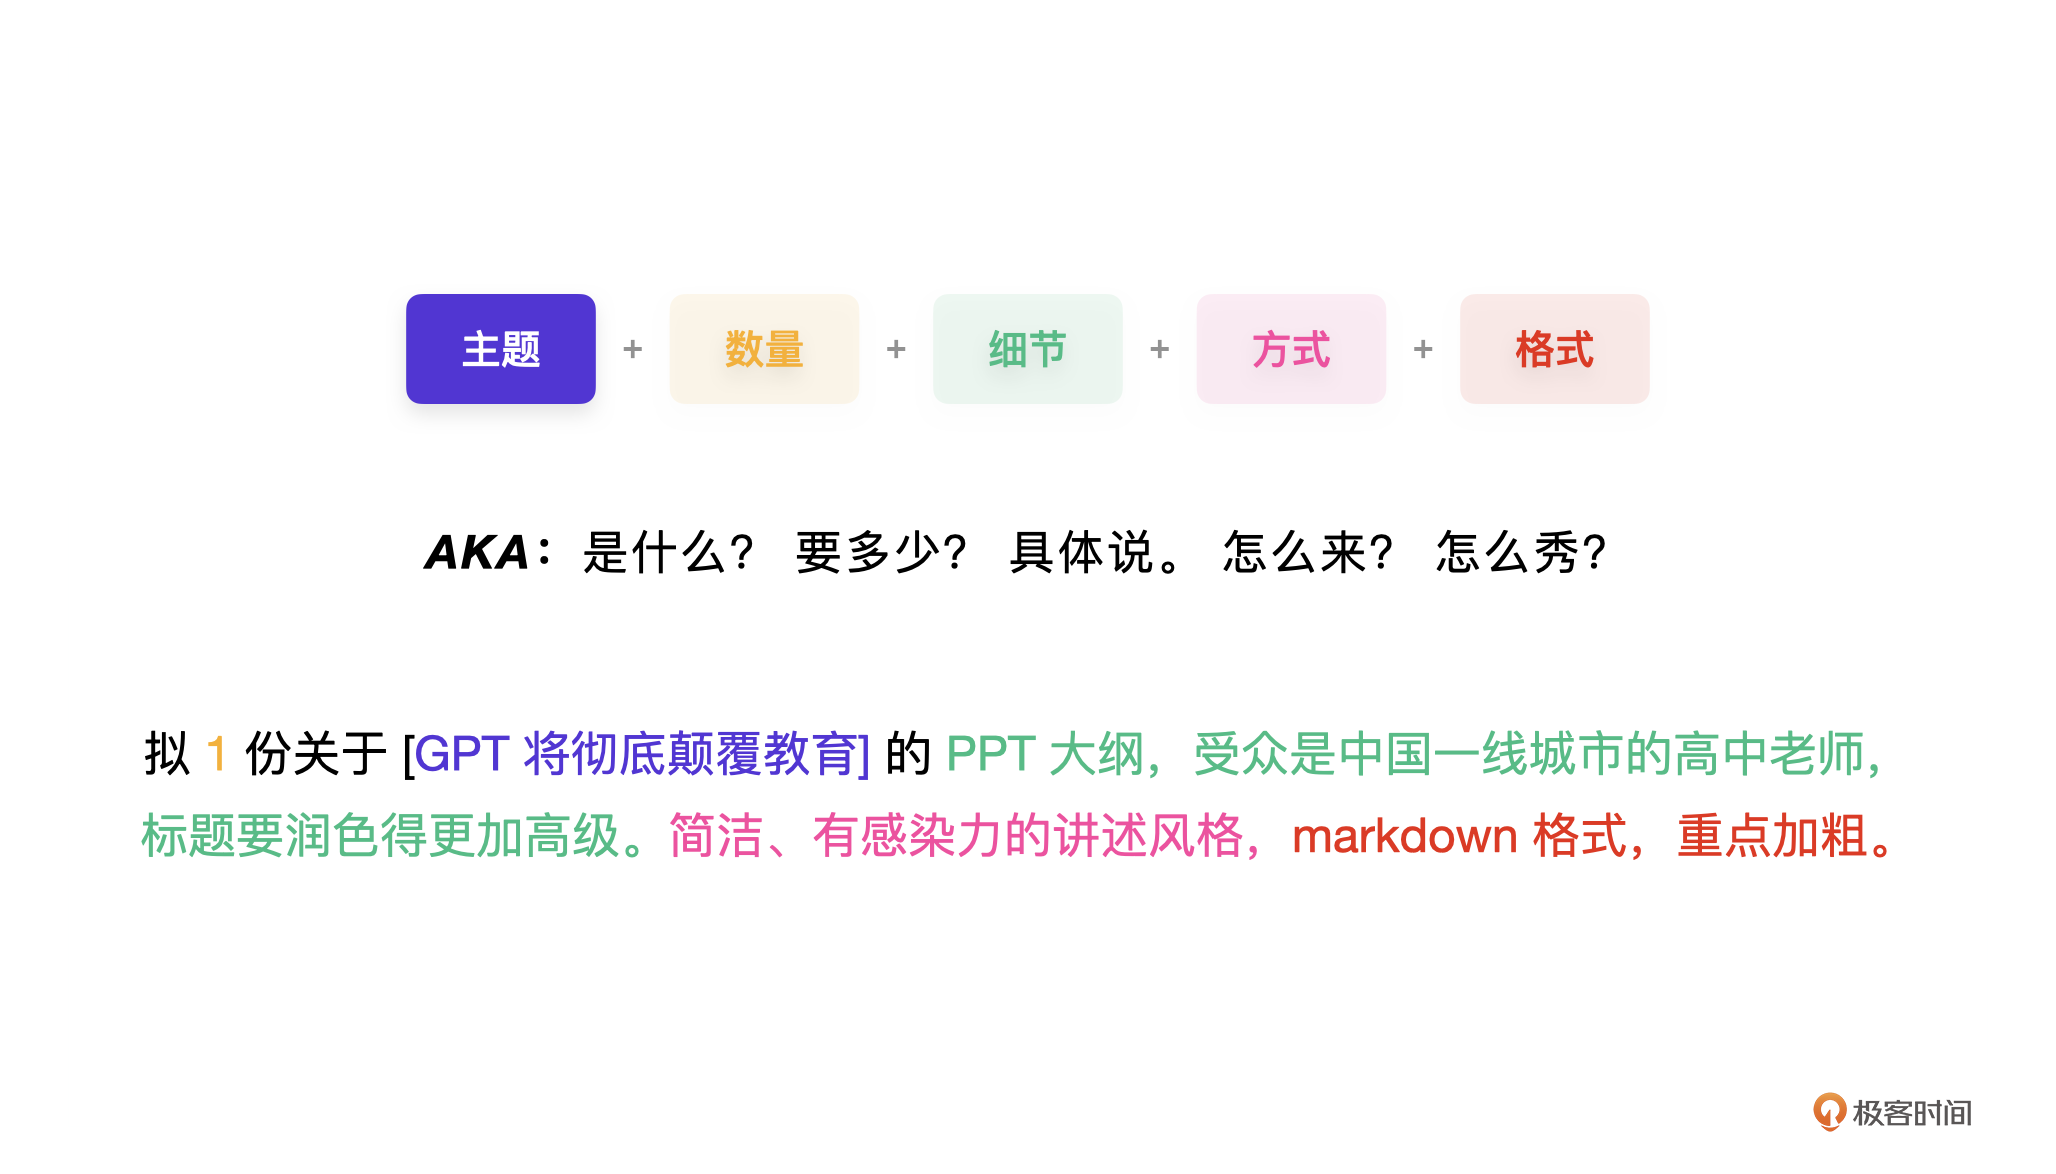 主题 + 数量 + 细节 + 方式 + 格式
AKA：是什么？ 要多少？ 具体说。 怎么来？ 怎么秀？
拟 1 份关于 [GPT 将彻底颠覆教育] 的 PPT 大纲，受众是中国一线城市的高中老师，
标题要润色得更加高级。简洁、有感染力的讲述风格，markdown 格式，重点加粗。
极客时间